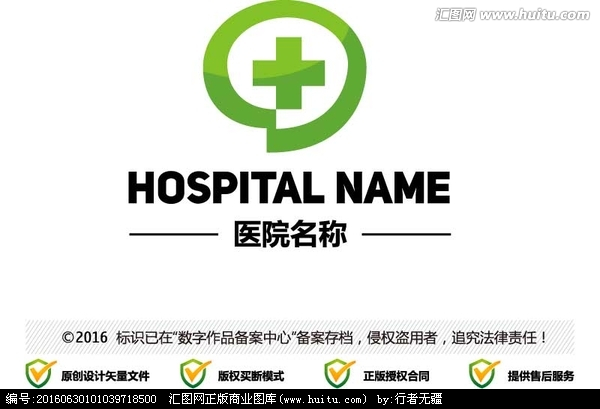 汇图网 www.huitu.com
HOSPITAL NAME
医院名称
©2016 标识已在“数字作品备案中心”备案存档，侵权盗用者，追究法律责任！
原创设计矢量文件 版权买断模式 正版授权合同 提供售后服务
编号:20160630101039718500 汇图网正版商业图库(www.huitu.com) by:行者无疆